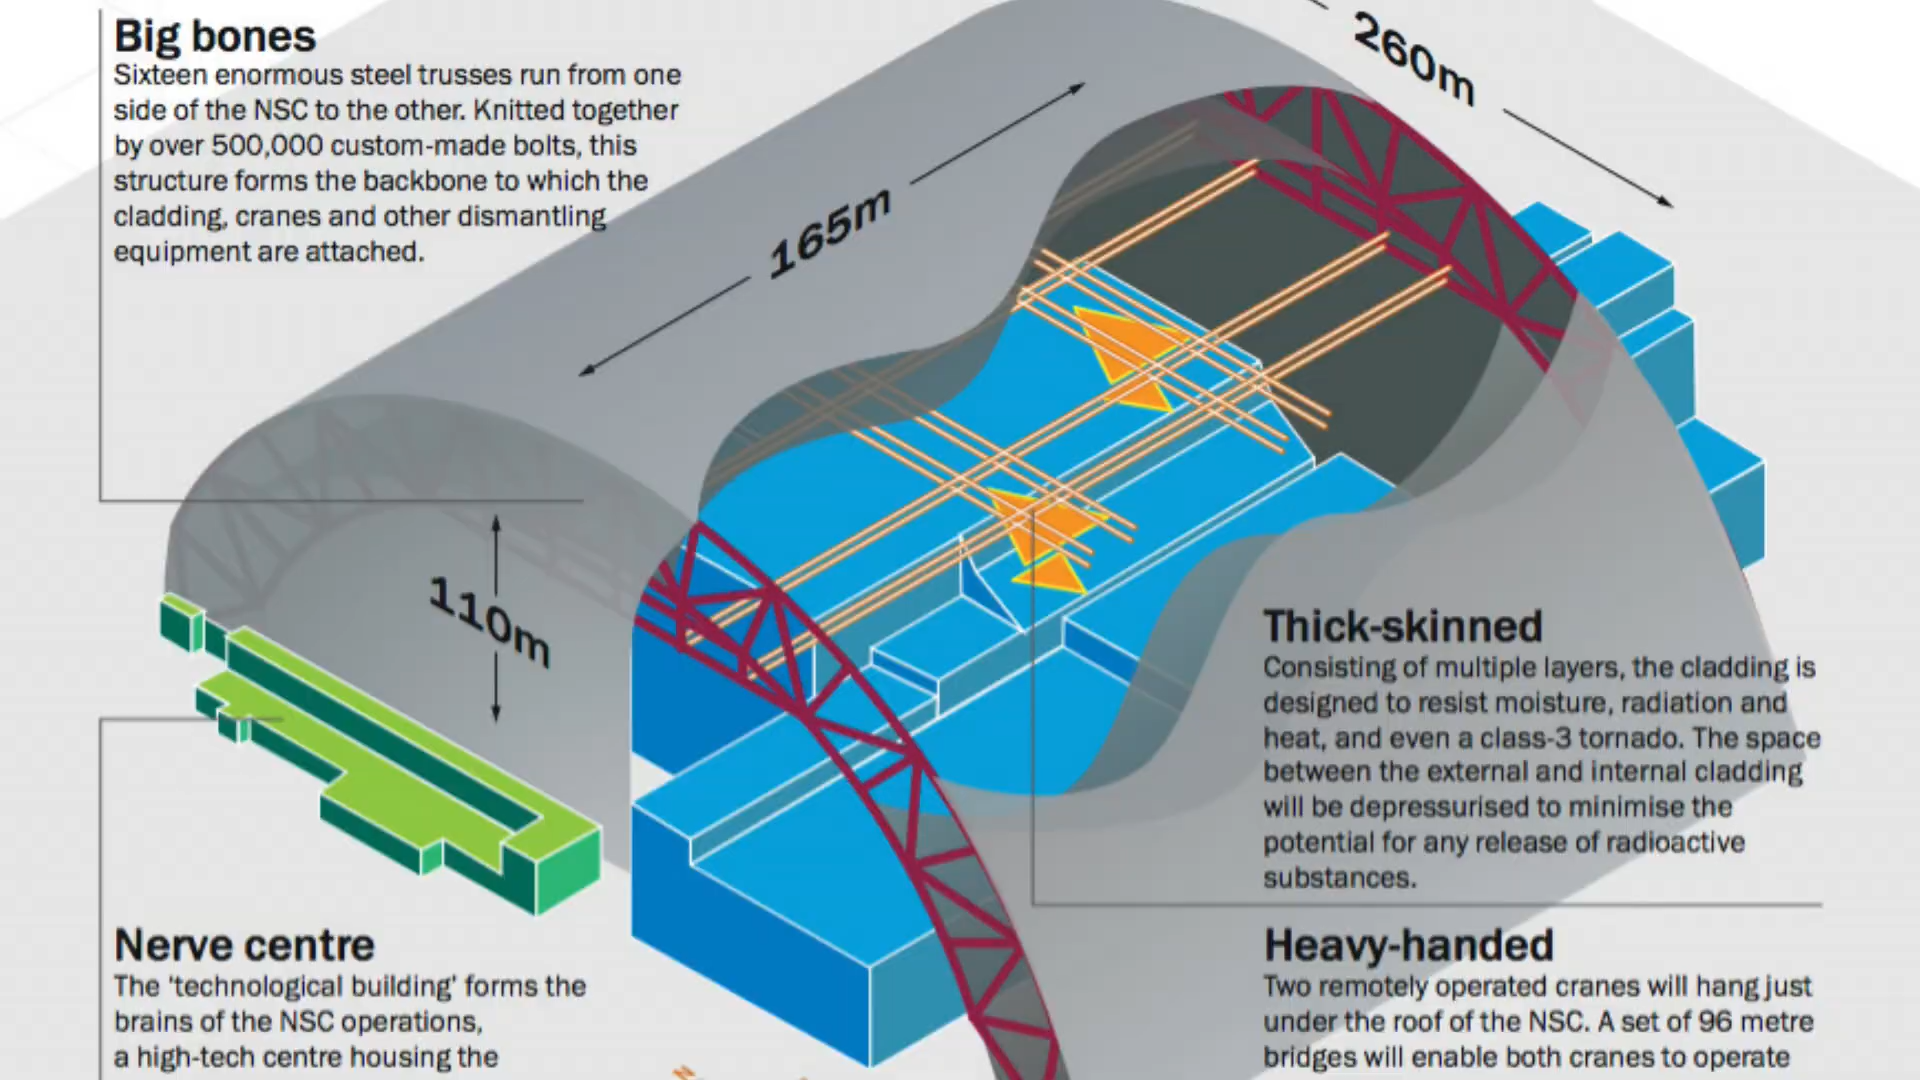 Big bones
Sixteen enormous steel trusses run from one
side of the NSC to the other. Knitted together
by over 500,000 custom-made bolts, this
structure forms the backbone to which the
cladding, cranes and other dismantling
equipment are attached.
260m
165m
110m
Thick-skinned
Consisting of multiple layers, the cladding is
designed to resist moisture, radiation and
heat, and even a class-3 tornado. The space
between the external and internal cladding
will be depressurised to minimise the
potential for any release of radioactive
substances.
Nerve centre
The 'technological building' forms the
brains of the NSC operations,
a high-tech centre housing the
Heavy-handed
Two remotely operated cranes will hang just
under the roof of the NSC. A set of 96 metre
bridges will enable both cranes to operate